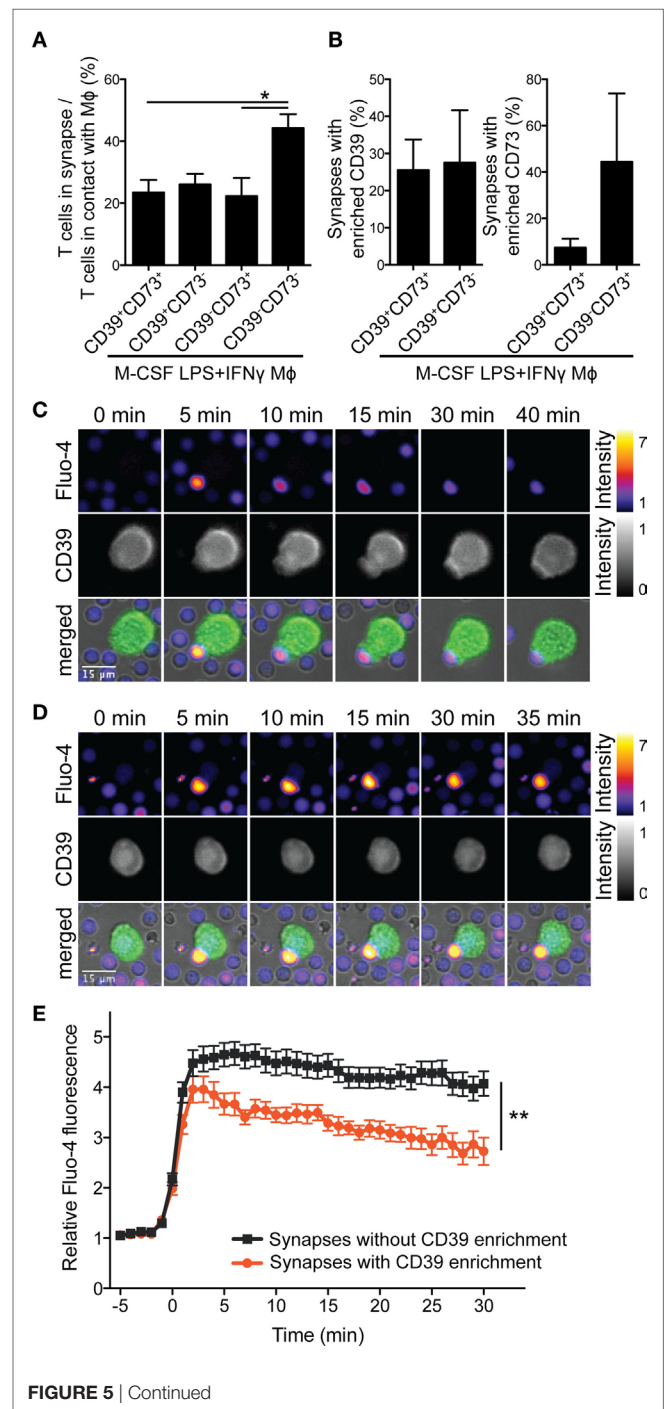 A
T cells in synapse /
T cells in contact with Mϕ (%)
60
40
20
0
*
CD39⁺CD73⁺
CD39⁺CD73⁻
CD39⁻CD73⁺
CD39⁻CD73⁻
M-CSF LPS+IFNγ Mϕ
B
Synapses with
enriched CD39 (%)
50
40
30
20
10
0
CD39⁺CD73⁺
CD39⁺CD73⁻
Synapses with
enriched CD73 (%)
80
60
40
20
0
CD39⁺CD73⁺
CD39⁻CD73⁺
M-CSF LPS+IFNγ Mϕ
C
0 min 5 min 10 min 15 min 30 min 40 min
Fluo-4
7
Intensity
1
CD39
1
Intensity
0
merged
15 µm
D
0 min 5 min 10 min 15 min 30 min 35 min
Fluo-4
7
Intensity
1
CD39
1
Intensity
0
merged
15 µm
E
Relative Fluo-4 fluorescence
5
4
3
2
1
0
**
Synapses without CD39 enrichment
Synapses with CD39 enrichment
-5 0 5 10 15 20 25 30
Time (min)
FIGURE 5 | Continued